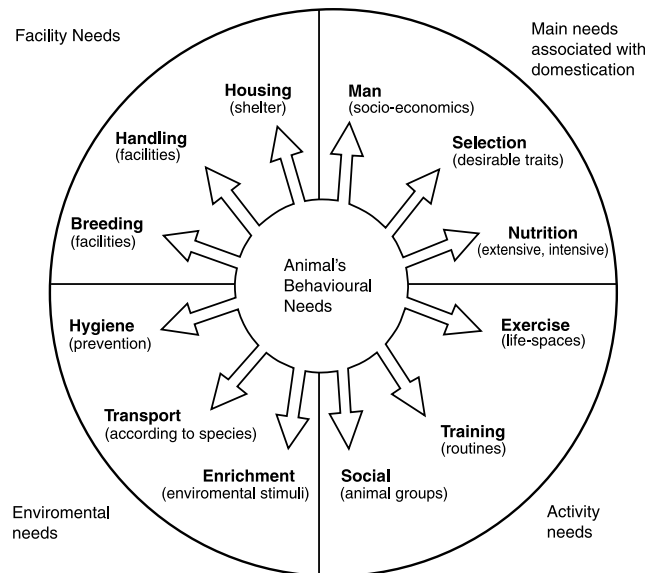 Facility Needs
Main needs
associated with
domestication
Housing
(shelter)
Man
(socio-economics)
Handling
(facilities)
Selection
(desirable traits)
Breeding
(facilities)
Nutrition
(extensive, intensive)
Animal's
Behavioural
Needs
Hygiene
(prevention)
Exercise
(life-spaces)
Transport
(according to species)
Training
(routines)
Enrichment
(enviromental stimuli)
Social
(animal groups)
Enviromental
needs
Activity
needs